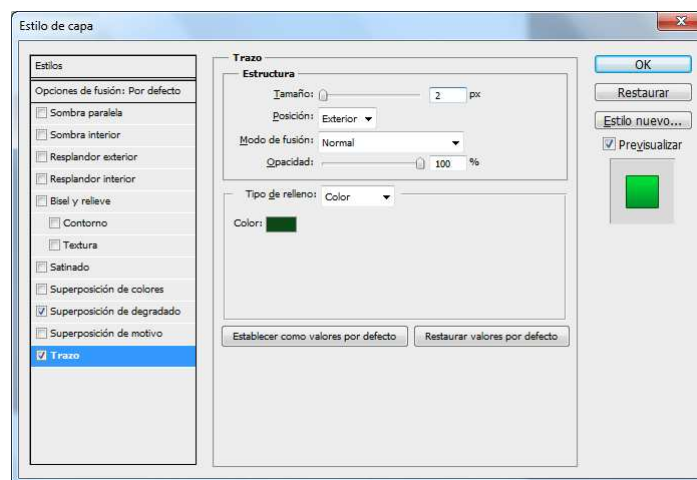 Estilo de capa
Estilos
Opciones de fusión: Por defecto
Sombra paralela
Sombra interior
Resplandor exterior
Resplandor interior
Bisel y relieve
Contorno
Textura
Satinado
Superposición de colores
Superposición de degradado
Superposición de motivo
Trazo
Trazo
Estructura
Tamaño: 2 px
Posición: Exterior
Modo de fusión: Normal
Opacidad: 100 %
Tipo de relleno: Color
Color:
Establecer como valores por defecto Restaurar valores por defecto
OK
Restaurar
Estilo nuevo...
Previsualizar